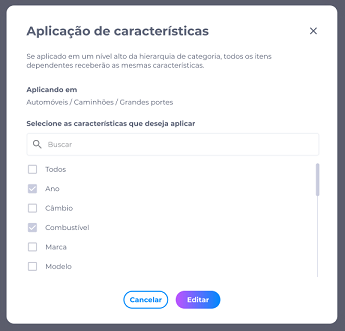 Aplicação de características
Se aplicado em um nível alto da hierarquia de categoria, todos os itens
dependentes receberão as mesmas características.
Aplicando em
Automóveis / Caminhões / Grandes portes
Selecione as características que deseja aplicar
Buscar
Todos
Ano
Câmbio
Combustível
Marca
Modelo
Cancelar
Editar